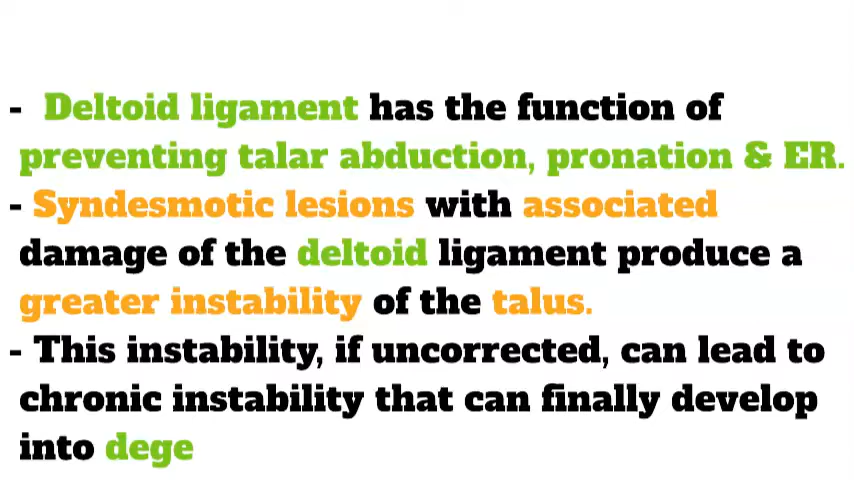 - Deltoid ligament has the function of
preventing talar abduction, pronation & ER.
- Syndesmotic lesions with associated
damage of the deltoid ligament produce a
greater instability of the talus.
- This instability, if uncorrected, can lead to
chronic instability that can finally develop
into dege